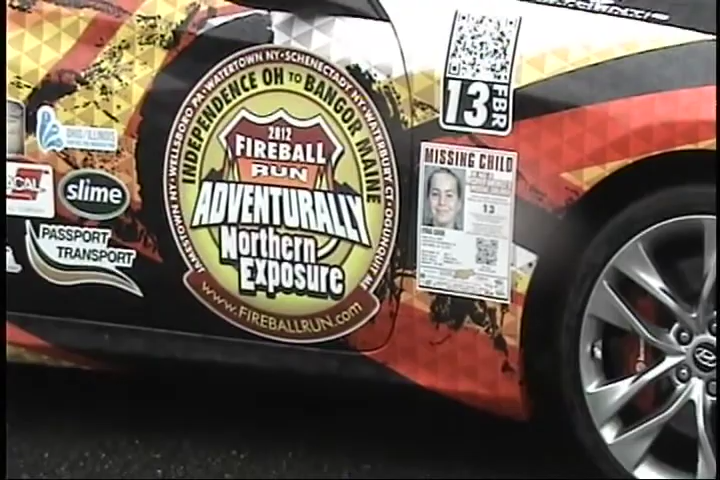 JAMESTOWN NY·WELLSBORO PA·WATERTOWN NY·SCHENECTADY NY·WATERBURY CT·OGUNQUIT ME
INDEPENDENCE OH TO BANGOR MAINE
2012
FIREBALL
RUN
ADVENTURALLY
Northern
Exposure
www.FIREBALLRUN.com
slime
PASSPORT
TRANSPORT
13
FBR
MISSING CHILD
13